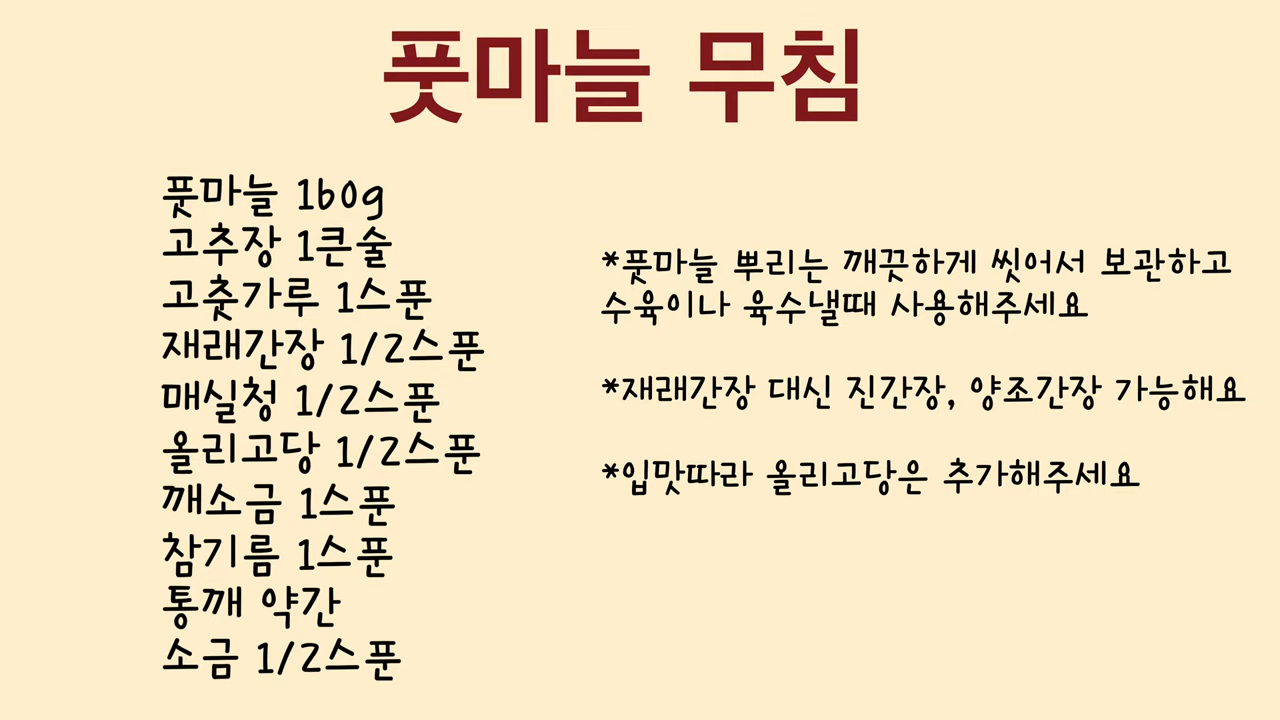 풋마늘 무침
풋마늘 160g
고추장 1큰술
고춧가루 1스푼
재래간장 1/2스푼
매실청 1/2스푼
올리고당 1/2스푼
깨소금 1스푼
참기름 1스푼
통깨 약간
소금 1/2스푼
*풋마늘 뿌리는 깨끗하게 씻어서 보관하고
수육이나 육수낼때 사용해주세요
*재래간장 대신 진간장, 양조간장 가능해요
*입맛따라 올리고당은 추가해주세요